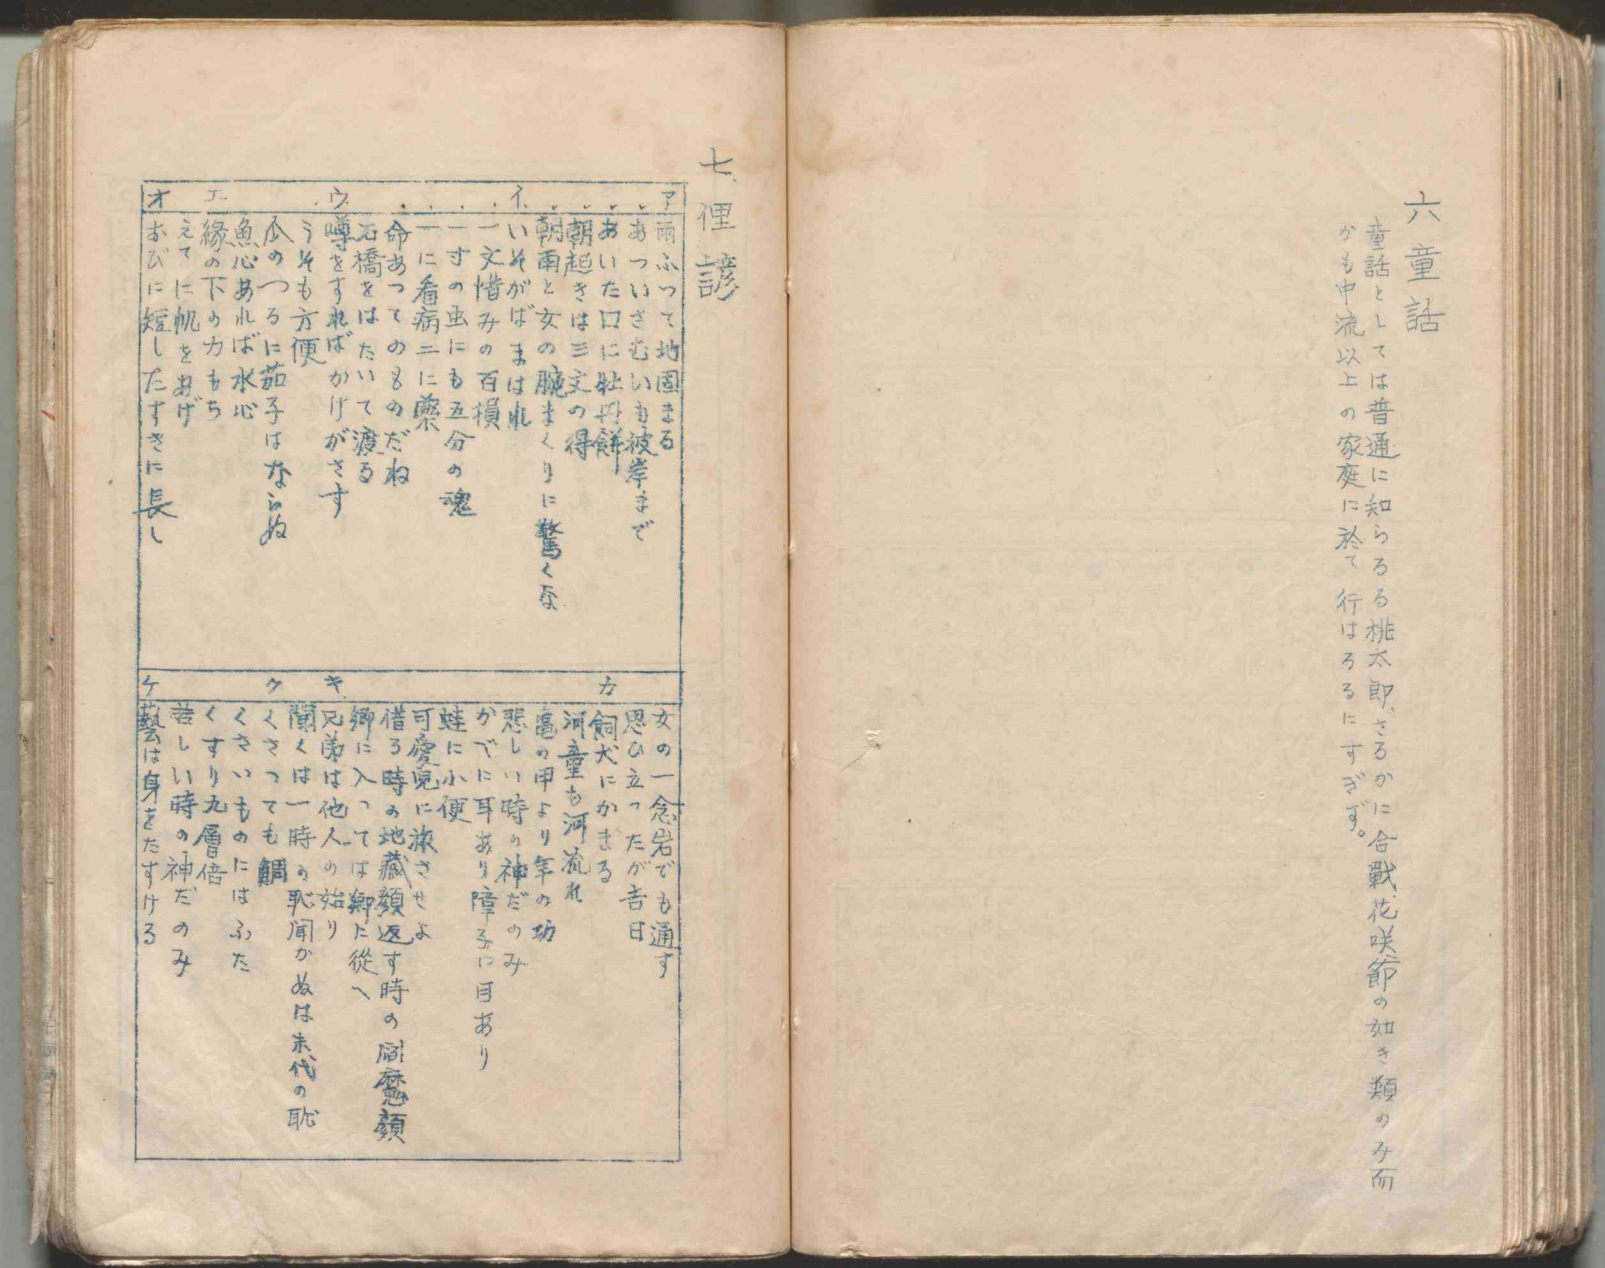 六 童話
童話としては普通に知らるる桃太郎、さるかに合戰、花咲節の如き類のみ而
かも中流以上の家庭に於て行はるるにすぎず。
七、俚諺
ア 雨ふつて地固まる
〃 あついさむいも被岸まで
〃 あいた口に牡丹餅
〃 朝起きは三文の得
〃 朝雨と女の腕まくりに驚くな
イ いそがばまはれ
〃 一文惜みの百損
〃 一寸の虫にも五分の魂
〃 一に看病二に藥
〃 命あつてのものだね
石橋をはたいて渡る
ウ 噂をすればかげがさす
うそも方便
瓜のつるに茄子はならぬ
魚心あれば水心
エ 緣の下の力もち
えてに帆をあげ
オ おびに短したすきに長し
女の一念岩でも通す
思ひ立つたが吉日
カ 飼犬にかまる
河童も河流れ
亀の甲より年の功
悲しい時の神だのみ
かべに耳あり障子に目あり
蛙に小便
可愛児に旅させよ
借る時の地藏顔返す時の閻魔顔
郷に入つては郷に從へ
キ 兄弟は他人の始り
聞くは一時の恥聞かぬは末代の恥
ク くさつても鯛
くさいものにはふた
くすり九層倍
苦しい時の神だのみ
ケ 藝は身をたすける